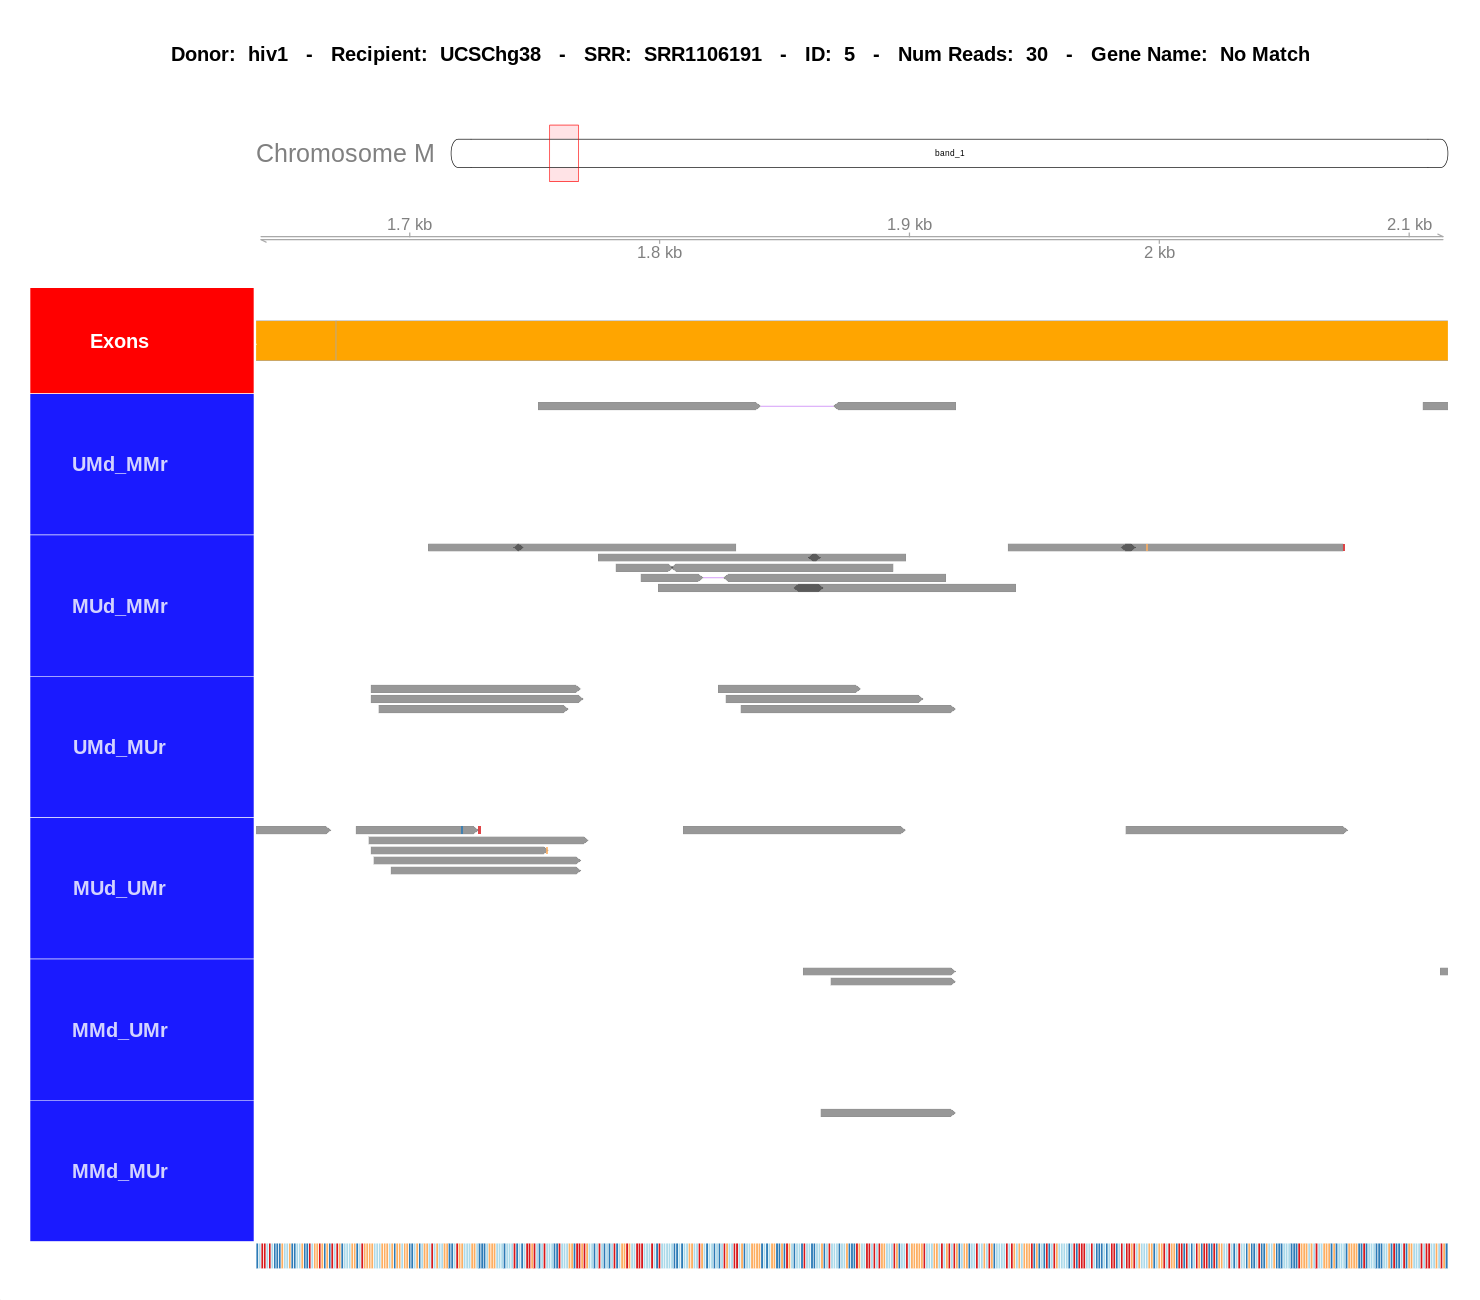 Donor: hiv1 - Recipient: UCSChg38 - SRR: SRR1106191 - ID: 5 - Num Reads: 30 - Gene Name: No Match
Chromosome M
band_1
1.7 kb 1.9 kb 2.1 kb
1.8 kb 2 kb
Exons
UMd_MMr
MUd_MMr
UMd_MUr
MUd_UMr
MMd_UMr
MMd_MUr